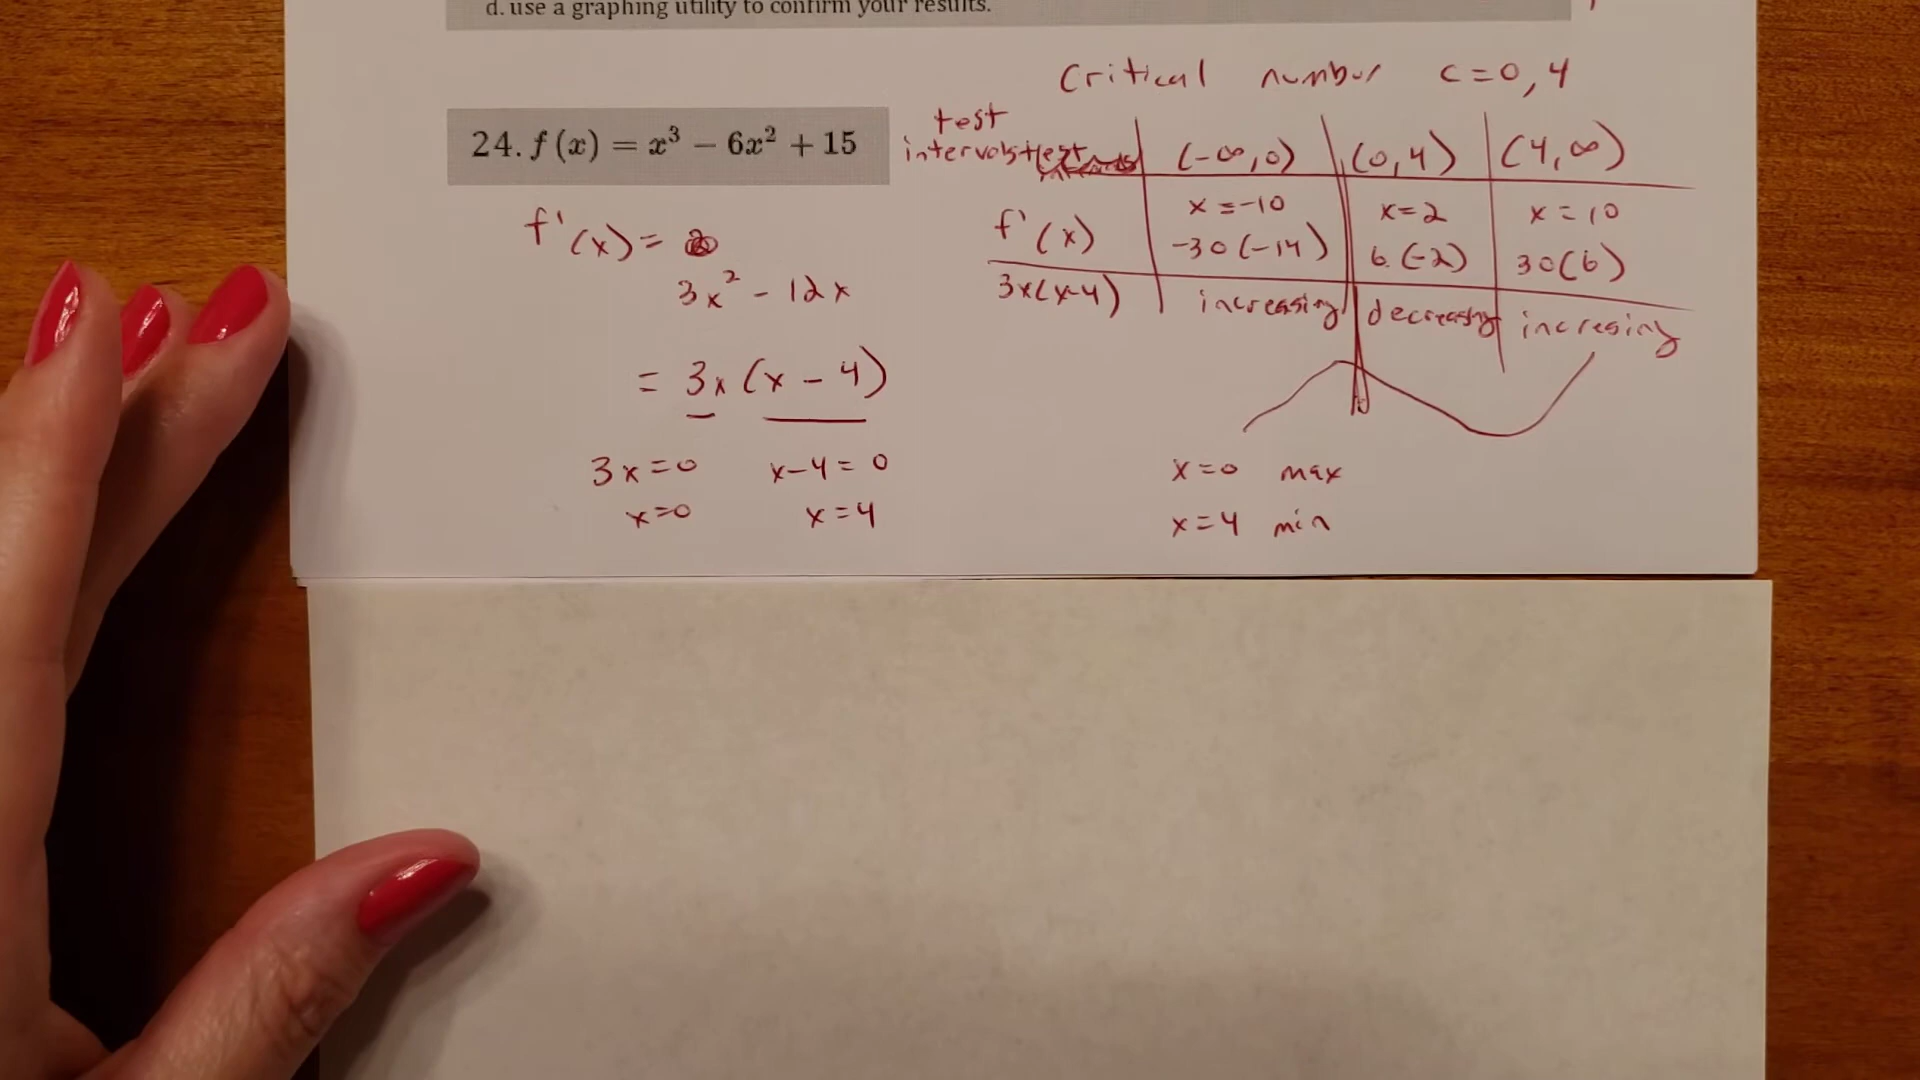 d. use a graphing utility to confirm your results.
24. f(x) = x³ − 6x² + 15
f'(x) =
3x² - 12x
= 3x (x - 4)
3x=0 x-4=0
x=0 x=4
Critical number c=0,4
test
intervals (-∞,0) (0,4) (4,∞)
f'(x) x=-10 x=2 x=10
-30(-14) 6(-2) 30(6)
3x(x-4) increasing decreasing incresing
x=0 max
x=4 min